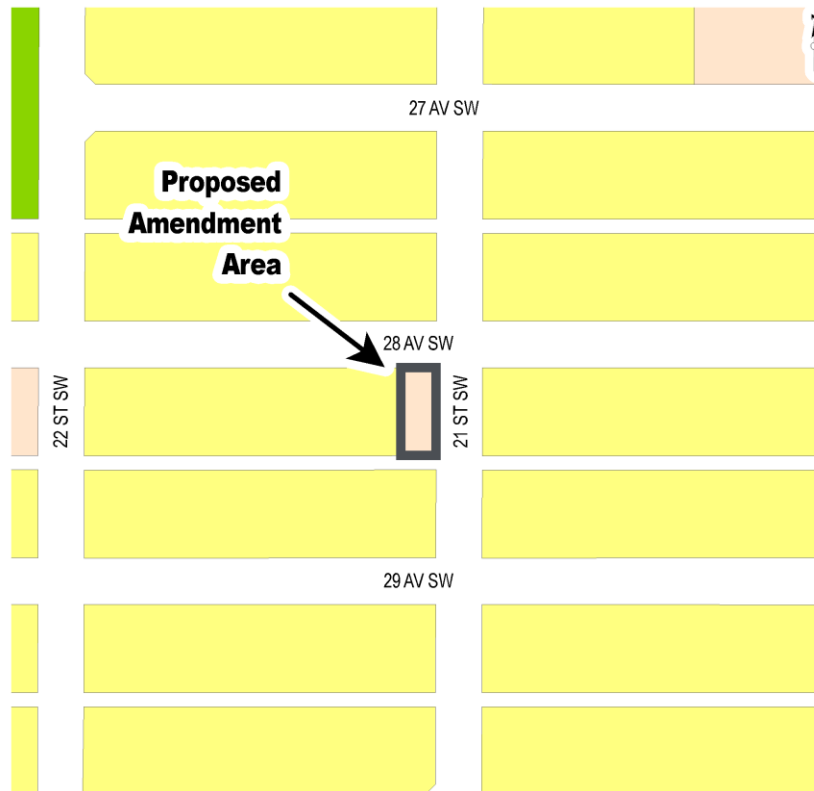 27 AV SW
Proposed
Amendment
Area
28 AV SW
22 ST SW
21 ST SW
29 AV SW